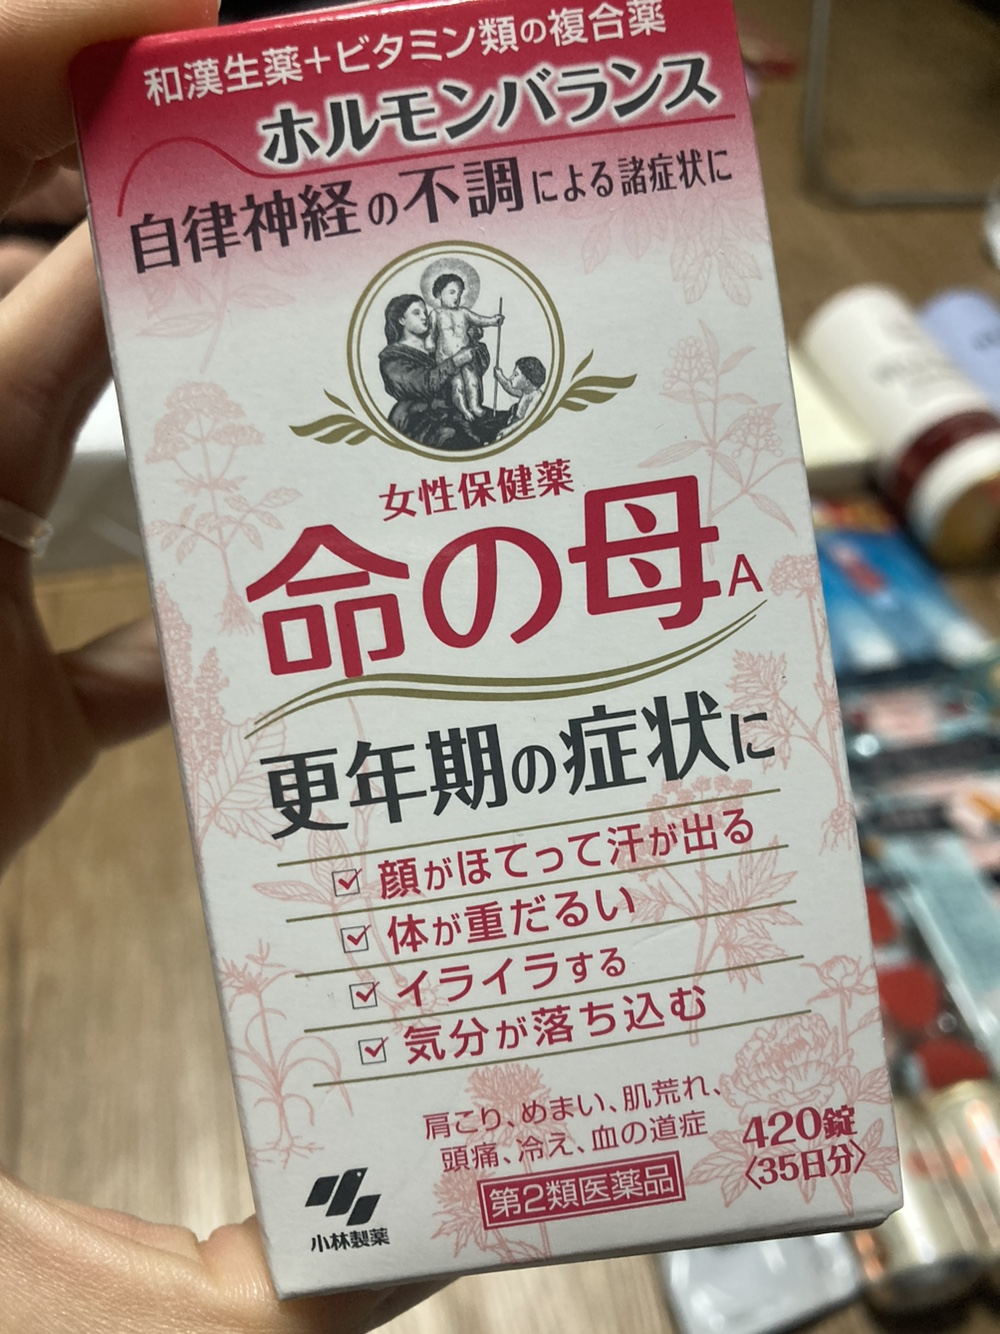 和漢生薬+ビタミン類の複合薬
ホルモンバランス
自律神経の不調による諸症状に
女性保健薬
命の母A
更年期の症状に
顔がほてって汗が出る
体が重だるい
イライラする
気分が落ち込む
肩こり、めまい、肌荒れ、
頭痛、冷え、血の道症
第2類医薬品
420錠
〈35日分〉
小林製薬